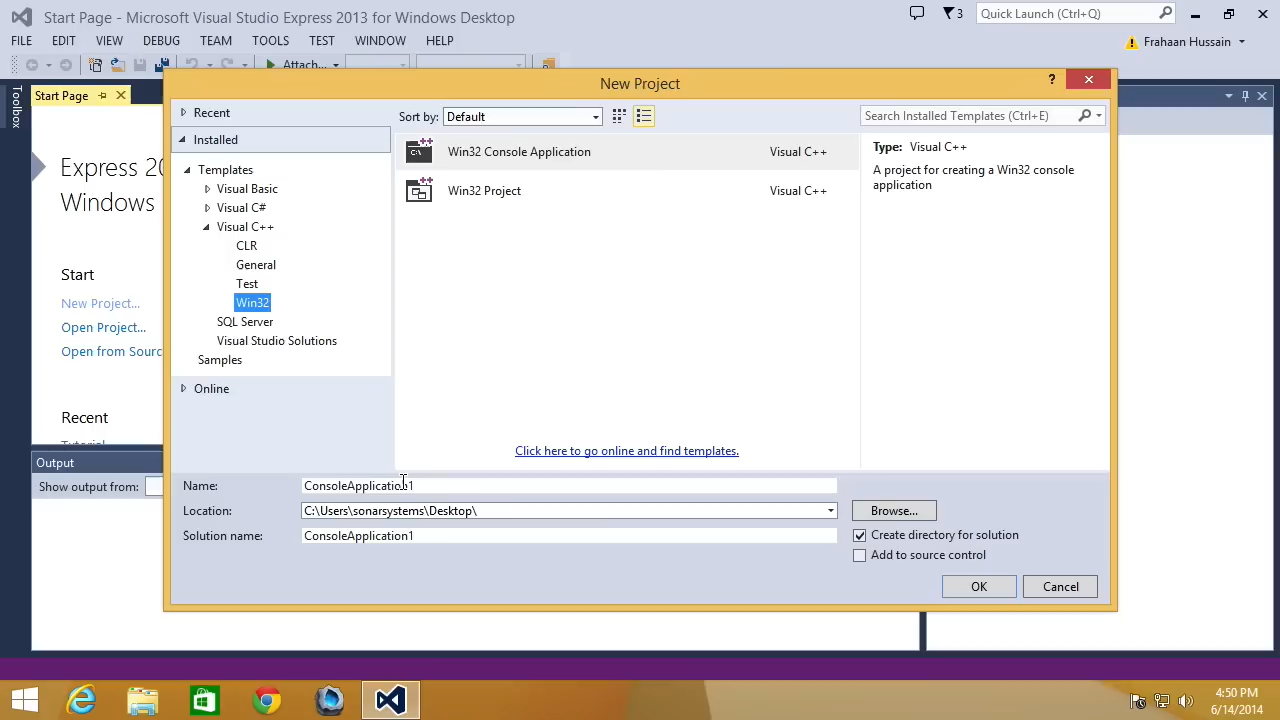 Start Page - Microsoft Visual Studio Express 2013 for Windows Desktop
3
Quick Launch (Ctrl+Q)
FILE EDIT VIEW DEBUG TEAM TOOLS TEST WINDOW HELP
Frahaan Hussain
Attach...
New Project
?
Toolbox
Start Page
Recent
Sort by: Default
Search Installed Templates (Ctrl+E)
Installed
Templates
Visual Basic
Visual C#
Visual C++
CLR
General
Test
Win32
SQL Server
Visual Studio Solutions
Samples
Online
Win32 Console Application Visual C++
Win32 Project Visual C++
Type: Visual C++
A project for creating a Win32 console
application
Click here to go online and find templates.
Express 20
Windows
Start
New Project...
Open Project...
Open from Sourc
Recent
Tutorial
Output
Show output from:
Name: ConsoleApplication1
Location: C:\Users\sonarsystems\Desktop\
Browse...
Solution name: ConsoleApplication1
Create directory for solution
Add to source control
OK Cancel
4:50 PM
6/14/2014